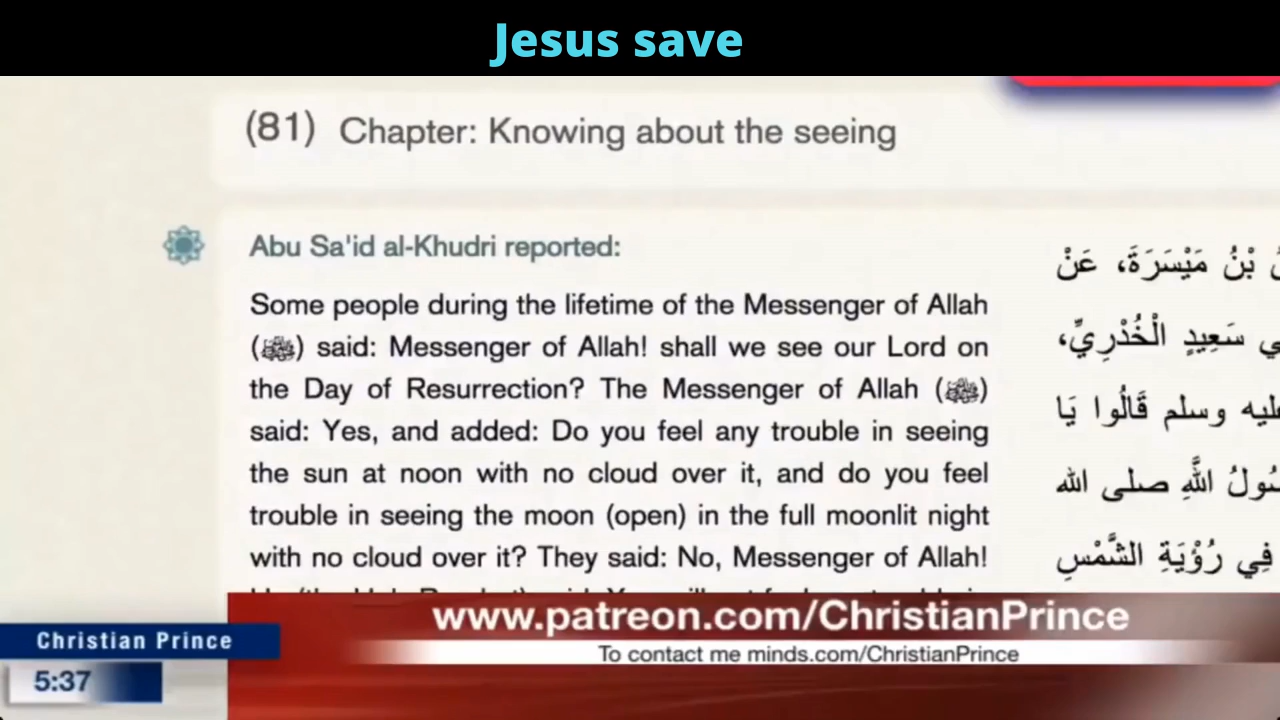 Jesus save
(81) Chapter: Knowing about the seeing
Abu Sa'id al-Khudri reported:
Some people during the lifetime of the Messenger of Allah
(ﷺ) said: Messenger of Allah! shall we see our Lord on
the Day of Resurrection? The Messenger of Allah (ﷺ)
said: Yes, and added: Do you feel any trouble in seeing
the sun at noon with no cloud over it, and do you feel
trouble in seeing the moon (open) in the full moonlit night
with no cloud over it? They said: No, Messenger of Allah!
بْنُ مَيْسَرَةَ، عَنْ
سَعِيدٍ الْخُدْرِيِّ،
وسلم قَالُوا يَا
اللَّهِ صلى الله
فِي رُؤْيَةِ الشَّمْسِ
www.patreon.com/ChristianPrince
To contact me minds.com/ChristianPrince
Christian Prince
5:37